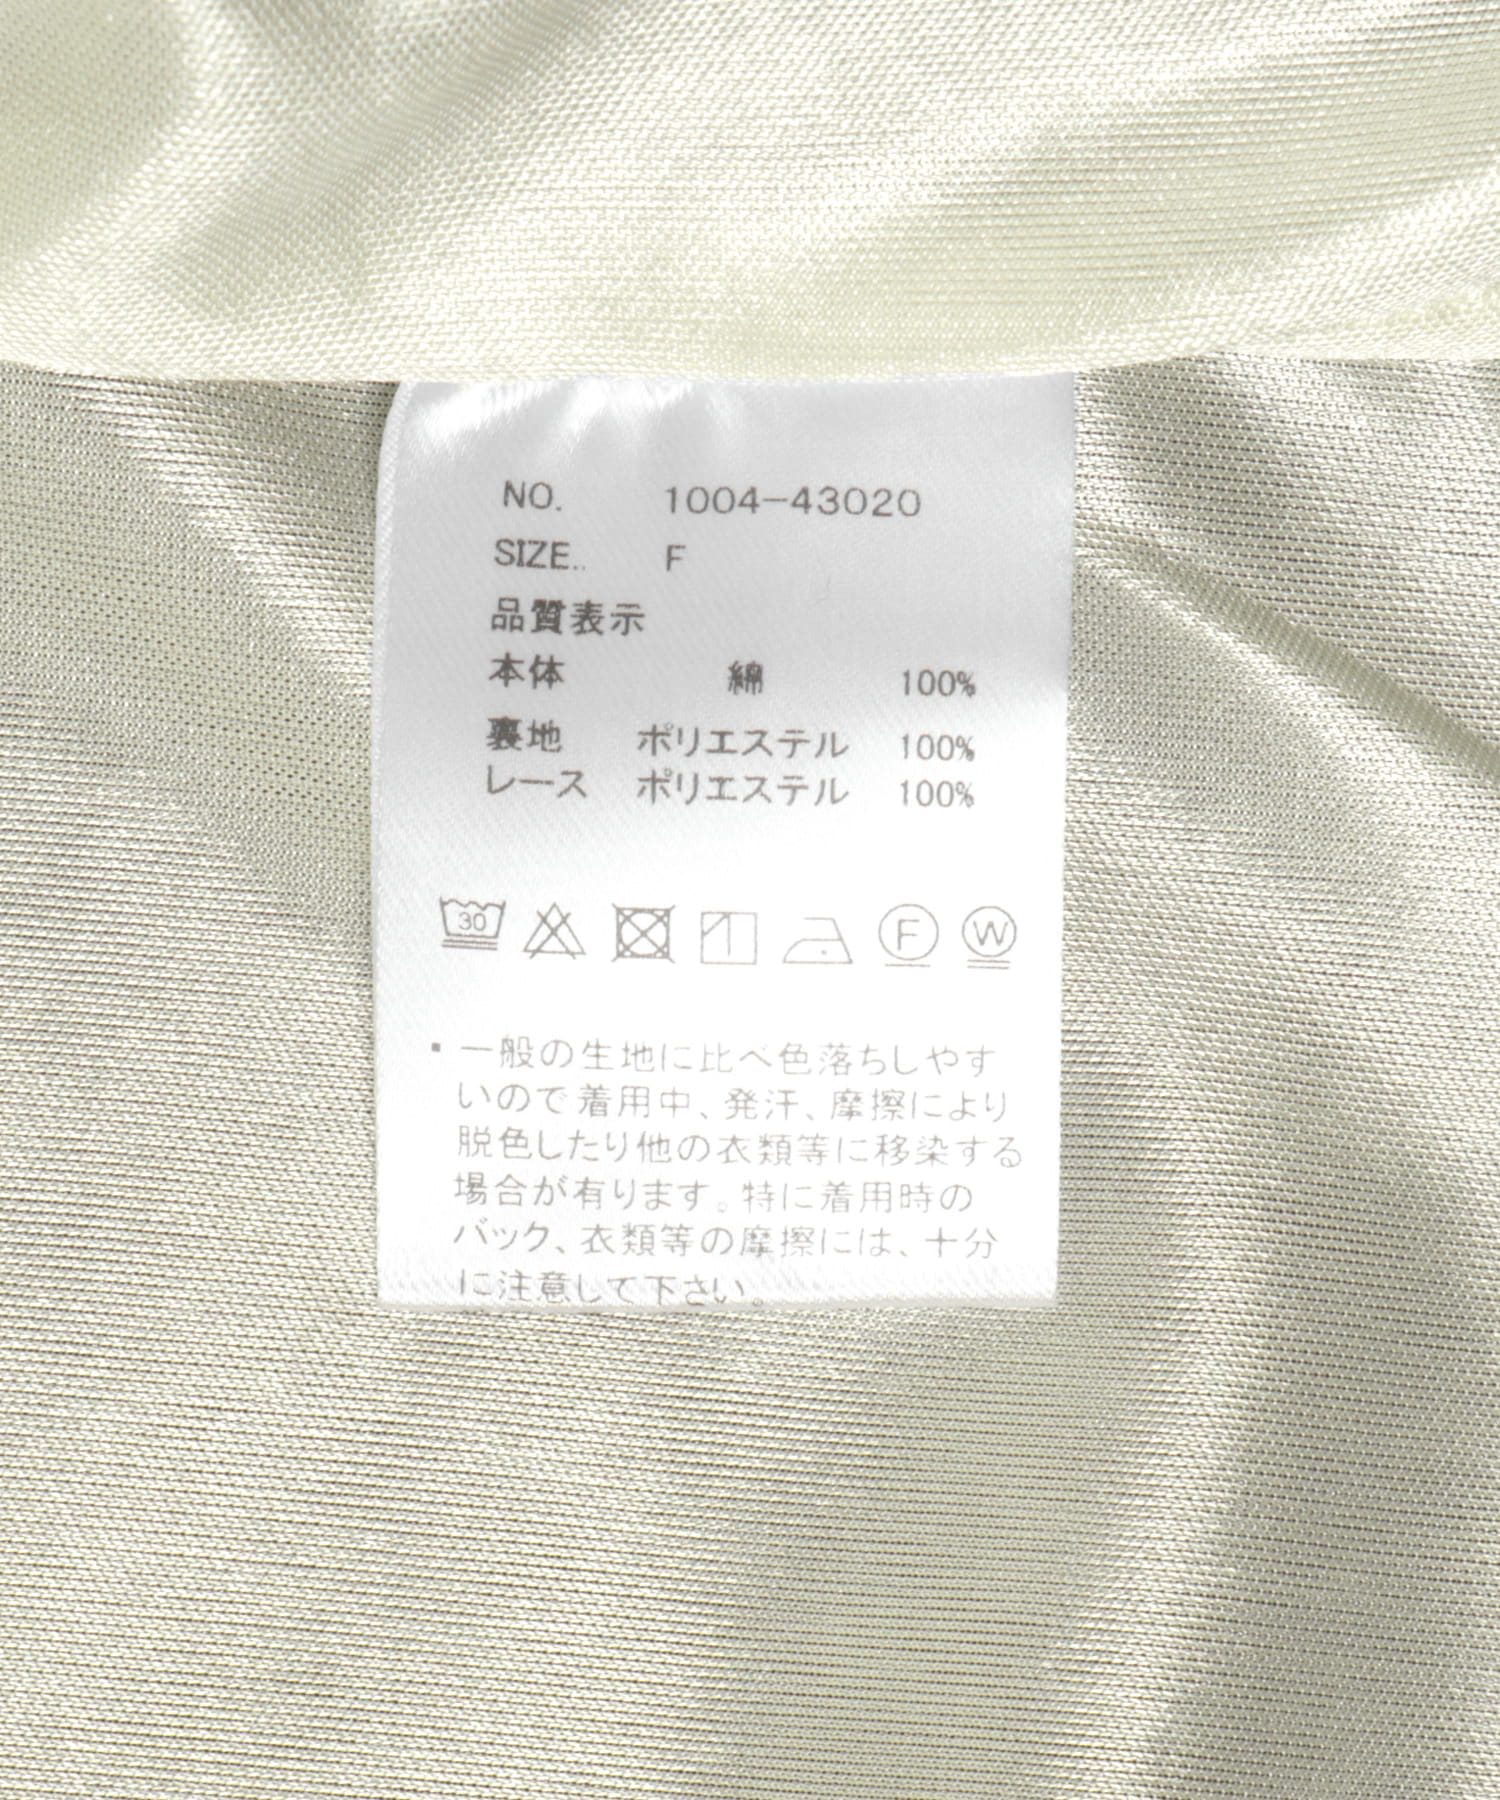 NO. 1004-43020
SIZE.. F
品質表示
本体 綿 100%
裏地 ポリエステル 100%
レース ポリエステル 100%
30 F W
・一般の生地に比べ色落ちしやす
いので着用中、発汗、摩擦により
脱色したり他の衣類等に移染する
場合が有ります。特に着用時の
バック、衣類等の摩擦には、十分
に注意して下さい。